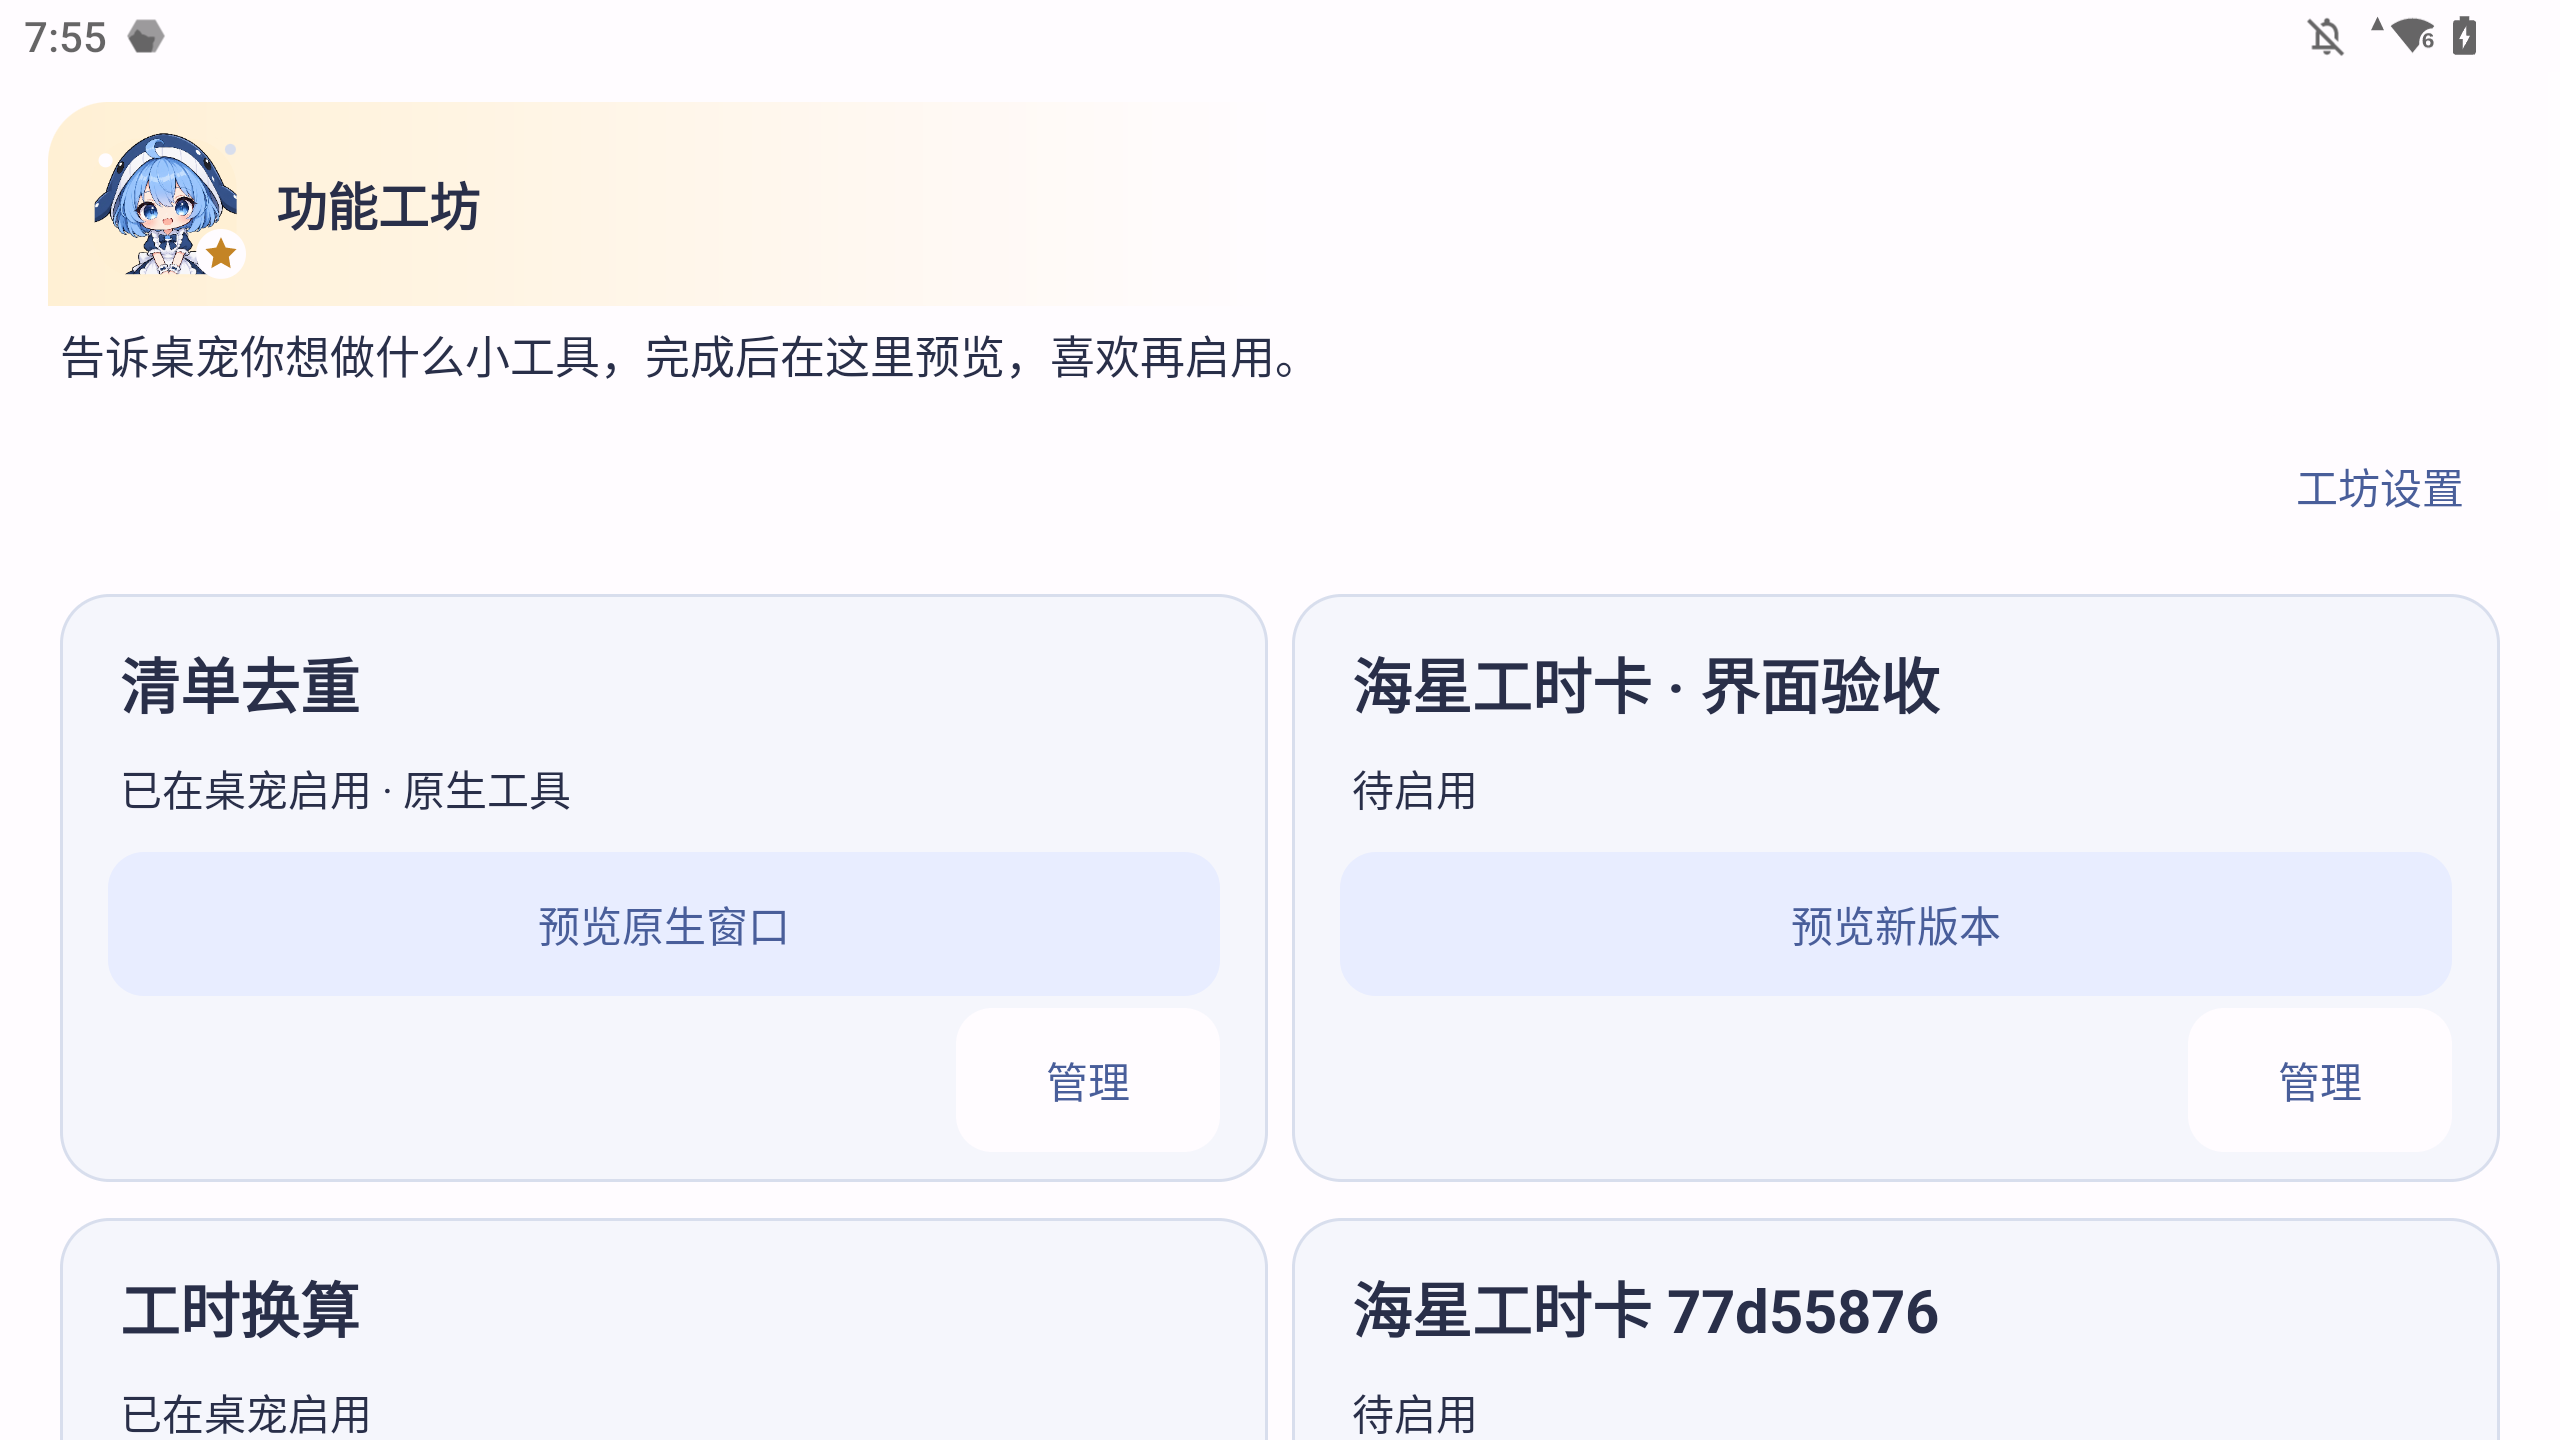 7:55
6
功能工坊
告诉桌宠你想做什么小工具，完成后在这里预览，喜欢再启用。
工坊设置
清单去重
已在桌宠启用 · 原生工具
预览原生窗口
管理
海星工时卡 · 界面验收
待启用
预览新版本
管理
工时换算
已在桌宠启用
海星工时卡 77d55876
待启用